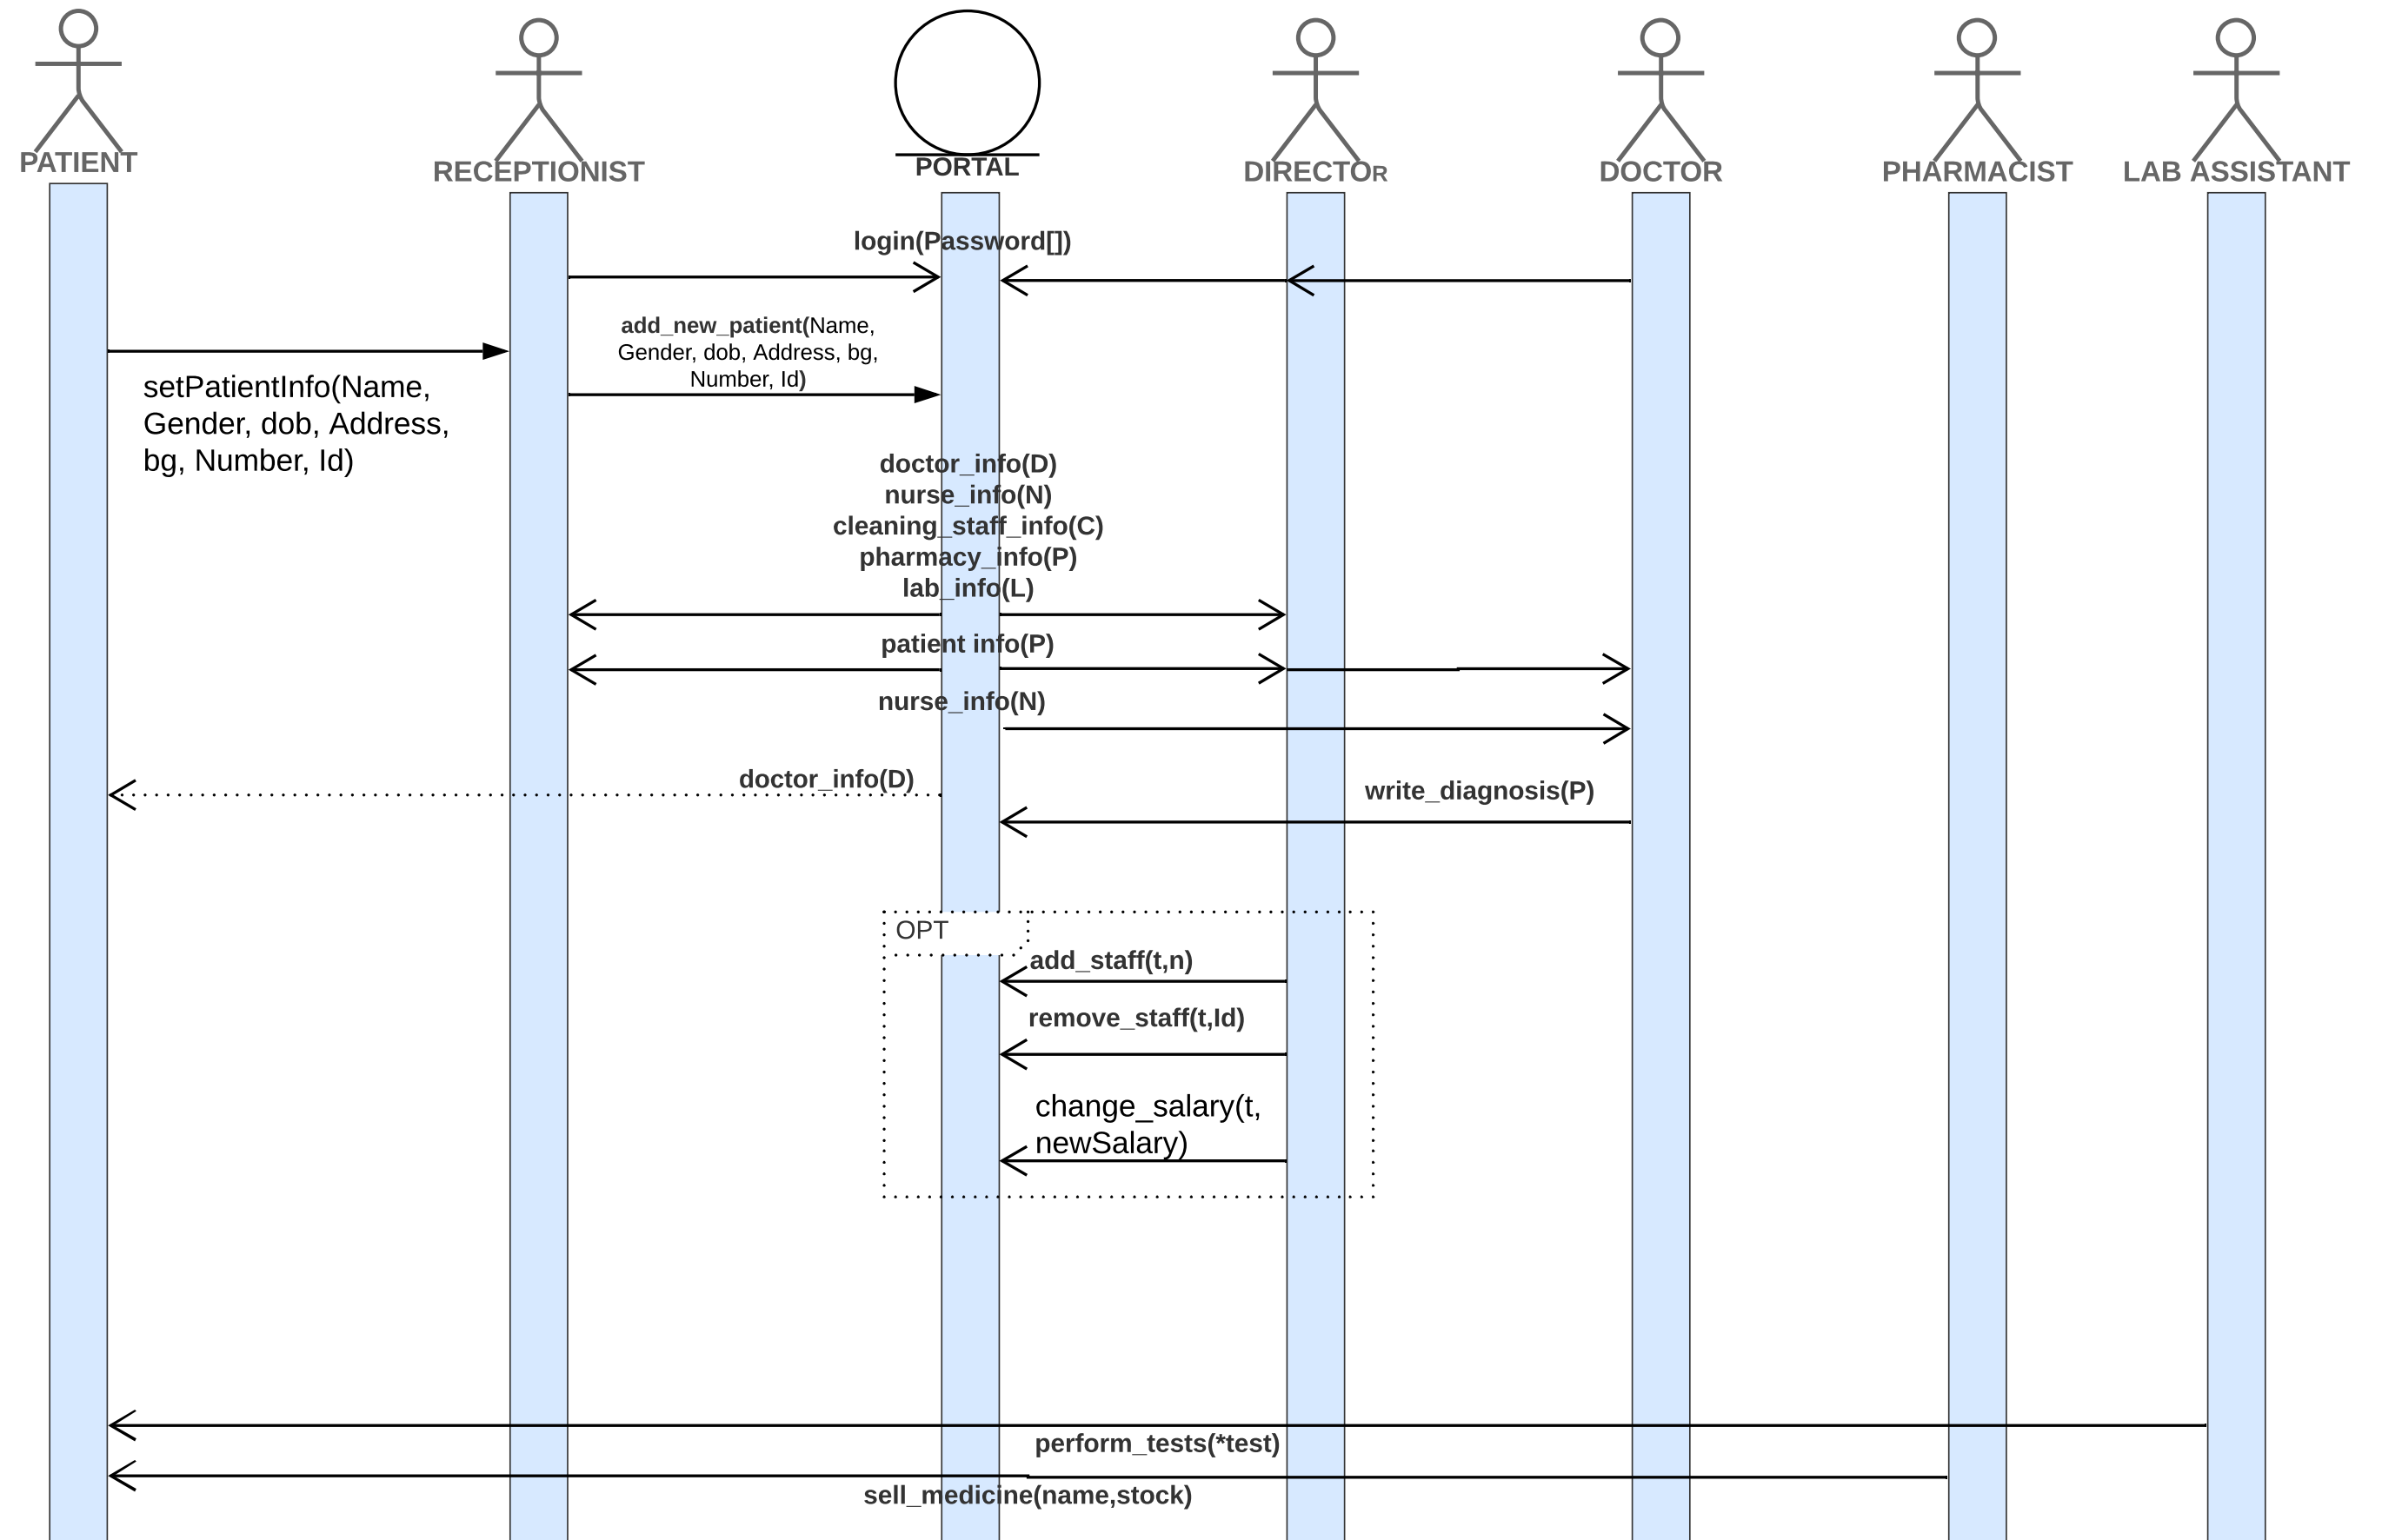 PATIENT
RECEPTIONIST
PORTAL
DIRECTOR
DOCTOR
PHARMACIST
LAB ASSISTANT
login(Password[])
add_new_patient(Name,
Gender, dob, Address, bg,
Number, Id)
setPatientInfo(Name,
Gender, dob, Address,
bg, Number, Id)
doctor_info(D)
nurse_info(N)
cleaning_staff_info(C)
pharmacy_info(P)
lab_info(L)
patient info(P)
nurse_info(N)
doctor_info(D)
write_diagnosis(P)
OPT
add_staff(t,n)
remove_staff(t,Id)
change_salary(t,
newSalary)
perform_tests(*test)
sell_medicine(name,stock)